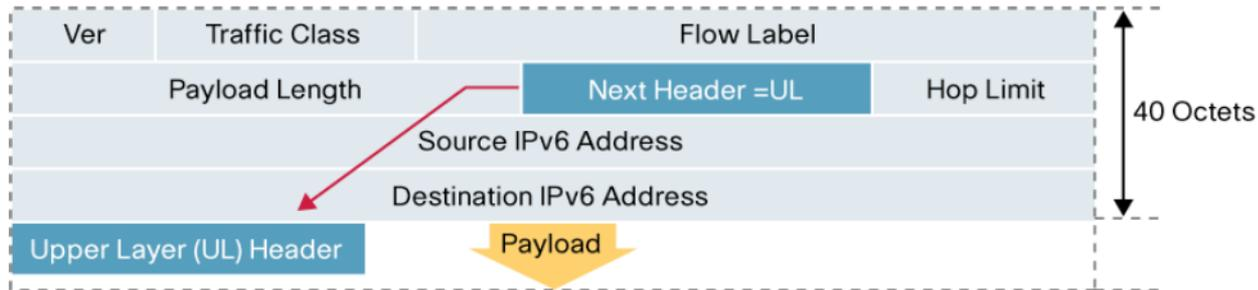 Ver Traffic Class Flow Label
Payload Length Next Header =UL Hop Limit
40 Octets
Source IPv6 Address
Destination IPv6 Address
Upper Layer (UL) Header Payload